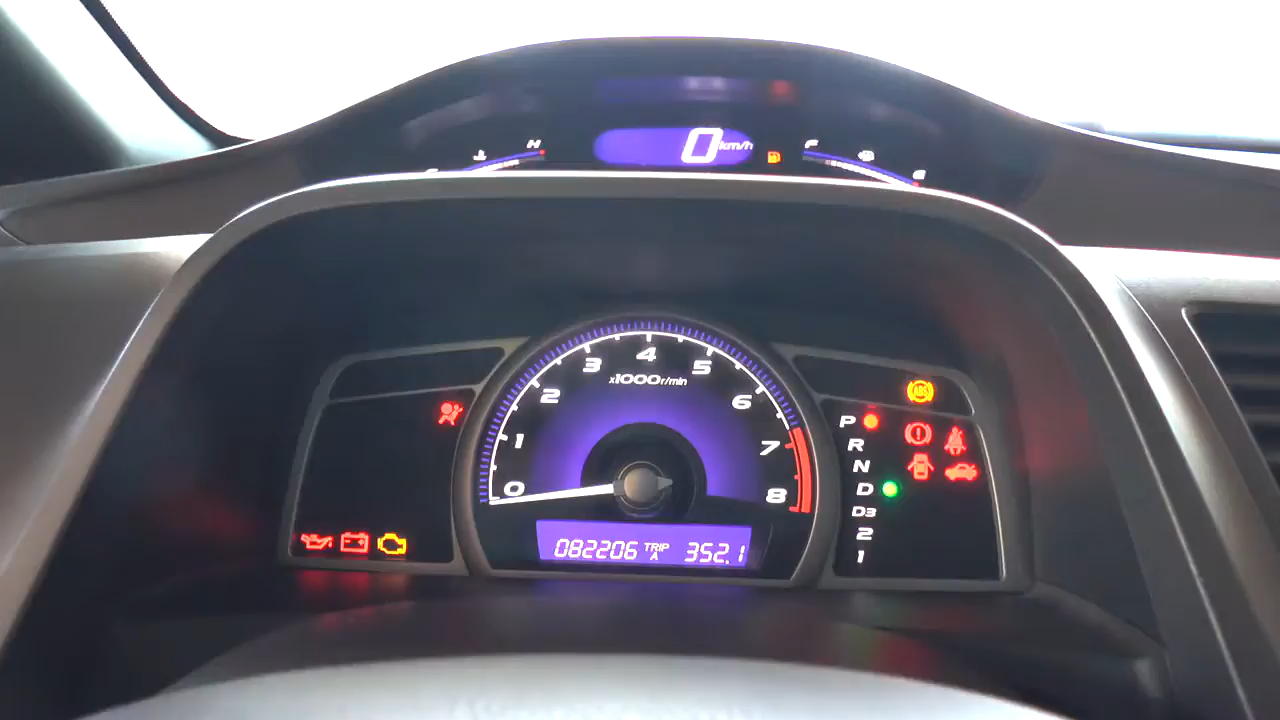 H
0 km/h
F
4
3 5
x1000r/min
2 6
1 7
0 8
ABS
P
R
N
D
D3
2
1
082206 TRIP A 352.1